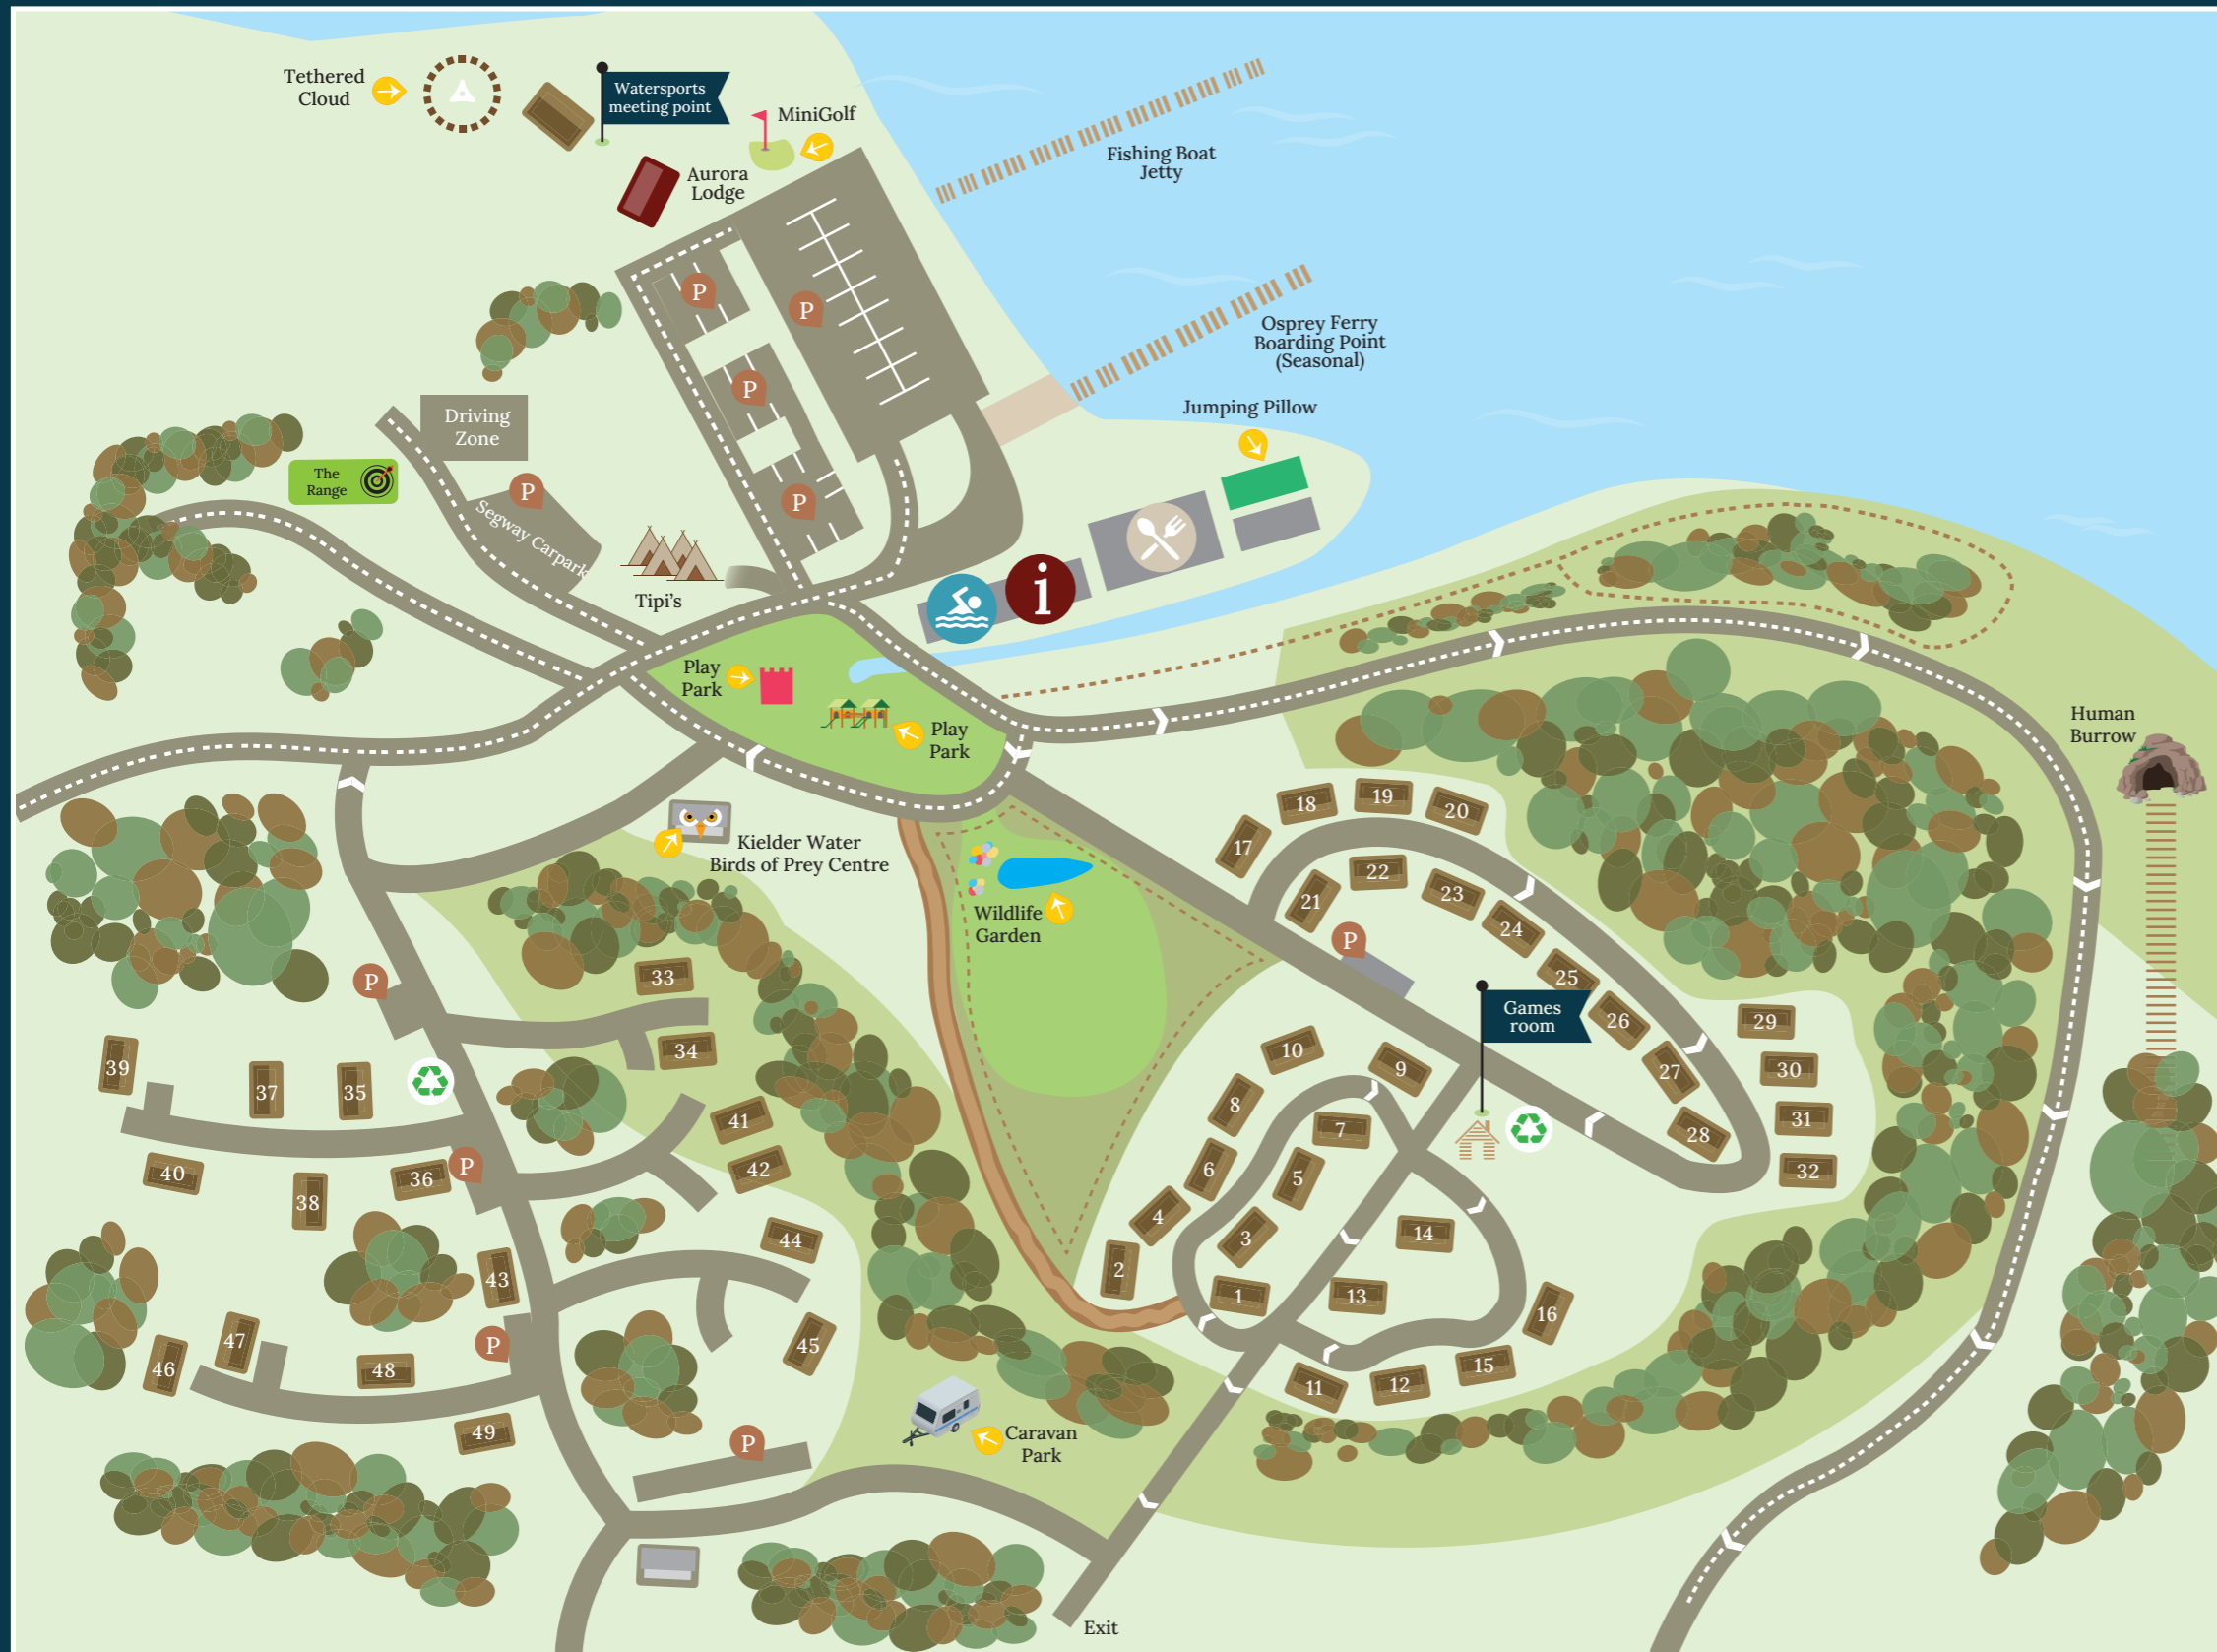 Tethered
Cloud
Watersports
meeting point
MiniGolf
Aurora
Lodge
Fishing Boat
Jetty
P
P
P
P
Osprey Ferry
Boarding Point
(Seasonal)
Jumping Pillow
Driving
Zone
The
Range
P
Segway Carpark
Tipi's
i
Play
Park
Play
Park
Human
Burrow
Kielder Water
Birds of Prey Centre
Wildlife
Garden
17
18
19
20
21
22
23
24
25
26
27
28
29
30
31
32
P
Games
room
33
34
P
39
37
35
40
38
36
P
41
42
43
44
45
P
46
47
48
49
P
10
9
8
7
6
5
4
3
2
1
14
13
16
15
12
11
Caravan
Park
Exit